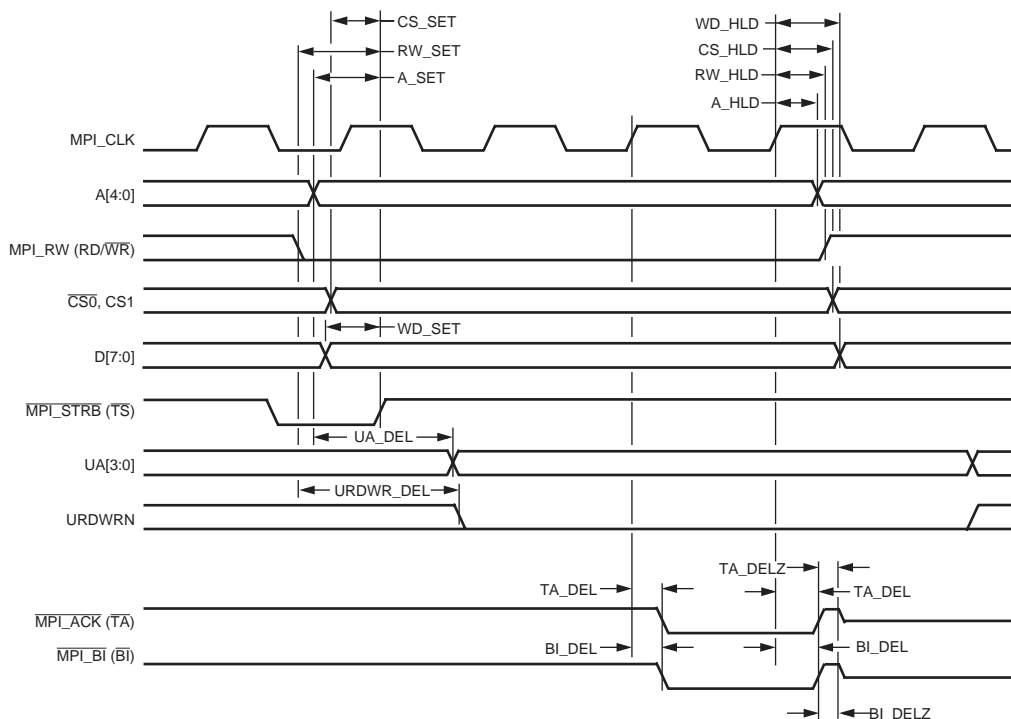 CS_SET
RW_SET
A_SET
WD_HLD
CS_HLD
RW_HLD
A_HLD
MPI_CLK
A[4:0]
MPI_RW (RD/WR)
CS0, CS1
WD_SET
D[7:0]
MPI_STRB (TS)
UA_DEL
UA[3:0]
URDWR_DEL
URDWRN
TA_DELZ
TA_DEL
TA_DEL
MPI_ACK (TA)
BI_DEL
BI_DEL
MPI_BI (BI)
BI_DELZ